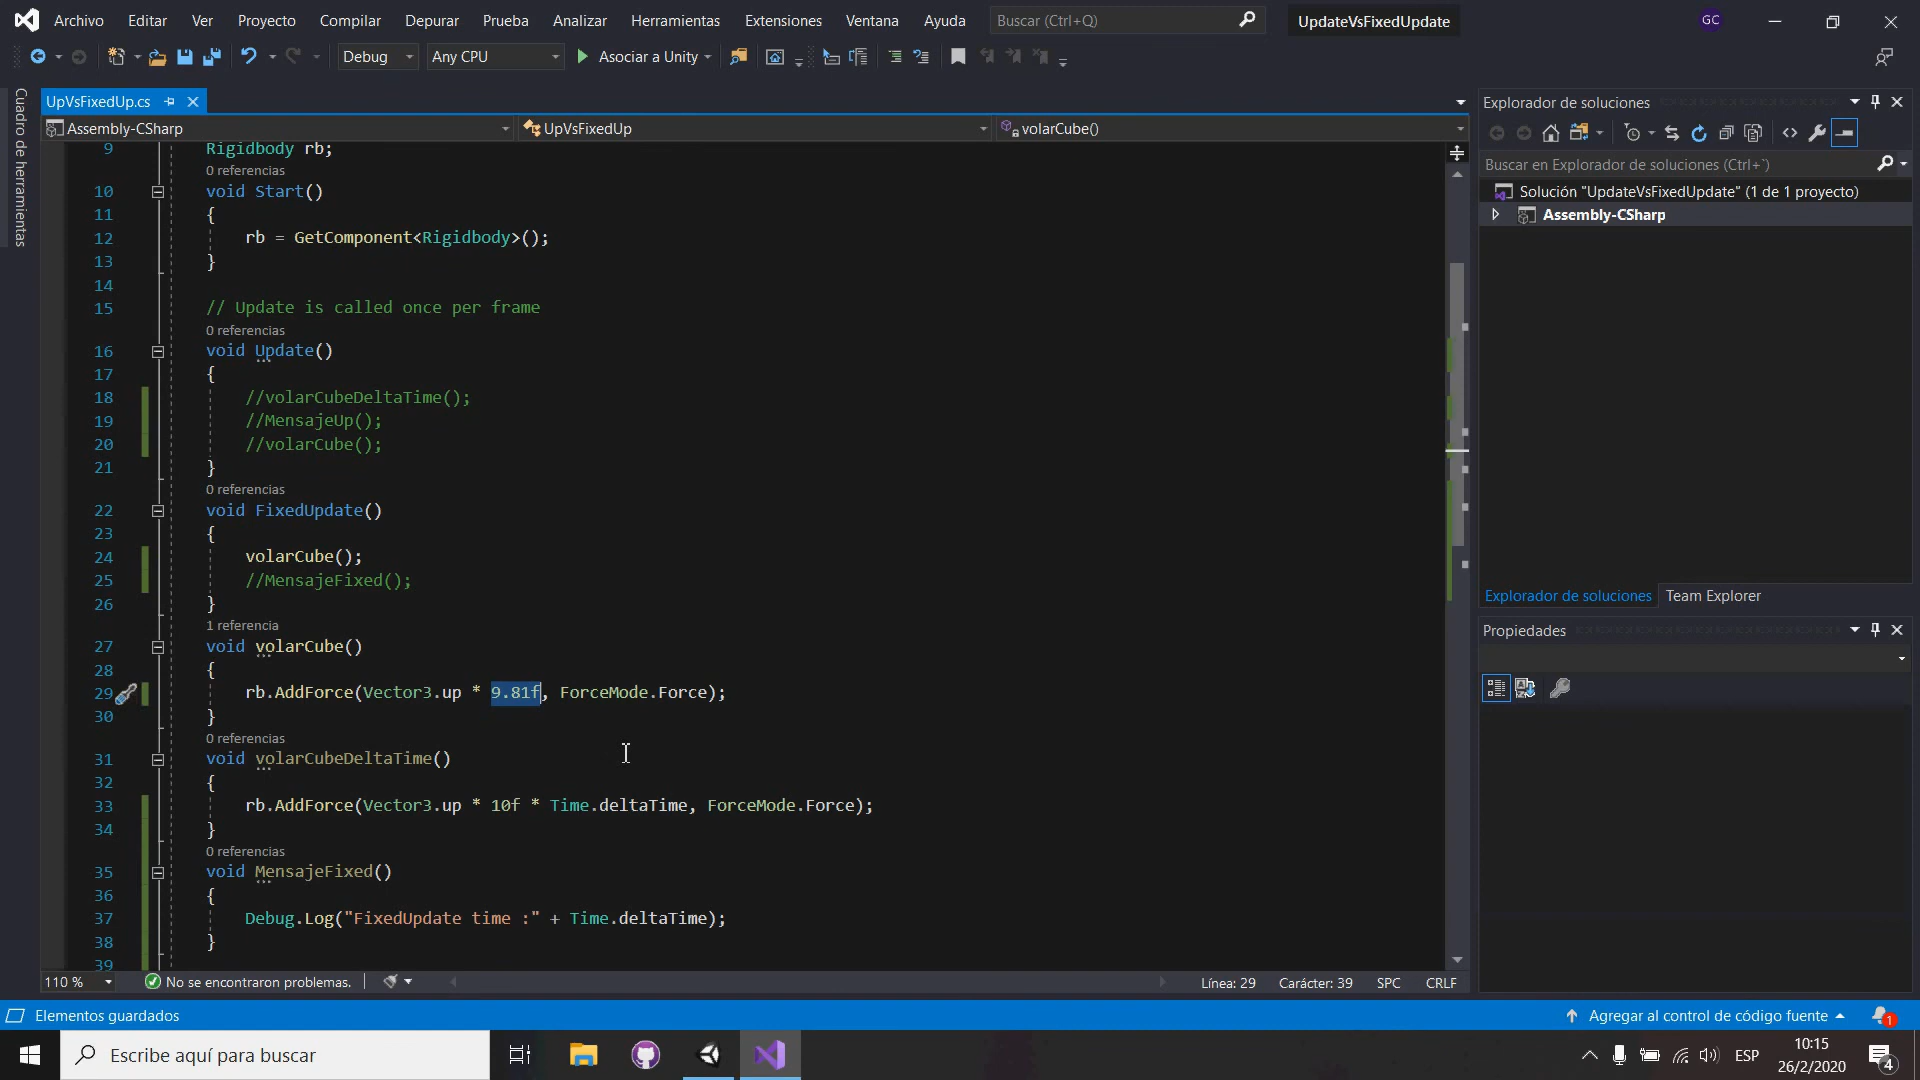 Archivo Editar Ver Proyecto Compilar Depurar Prueba Analizar Herramientas Extensiones Ventana Ayuda Buscar (Ctrl+Q) UpdateVsFixedUpdate GC
Debug Any CPU Asociar a Unity
Cuadro de herramientas
UpVsFixedUp.cs
Assembly-CSharp UpVsFixedUp volarCube()
9 Rigidbody rb;
0 referencias
10 void Start()
11 {
12 rb = GetComponent<Rigidbody>();
13 }
14
15 // Update is called once per frame
0 referencias
16 void Update()
17 {
18 //volarCubeDeltaTime();
19 //MensajeUp();
20 //volarCube();
21 }
0 referencias
22 void FixedUpdate()
23 {
24 volarCube();
25 //MensajeFixed();
26 }
1 referencia
27 void volarCube()
28 {
29 rb.AddForce(Vector3.up * 9.81f, ForceMode.Force);
30 }
0 referencias
31 void volarCubeDeltaTime()
32 {
33 rb.AddForce(Vector3.up * 10f * Time.deltaTime, ForceMode.Force);
34 }
0 referencias
35 void MensajeFixed()
36 {
37 Debug.Log("FixedUpdate time :" + Time.deltaTime);
38 }
39
110 % No se encontraron problemas. Línea: 29 Carácter: 39 SPC CRLF
Explorador de soluciones
Buscar en Explorador de soluciones (Ctrl+`)
Solución "UpdateVsFixedUpdate" (1 de 1 proyecto)
Assembly-CSharp
Explorador de soluciones Team Explorer
Propiedades
Elementos guardados Agregar al control de código fuente 1
Escribe aquí para buscar ESP 10:15
26/2/2020 4